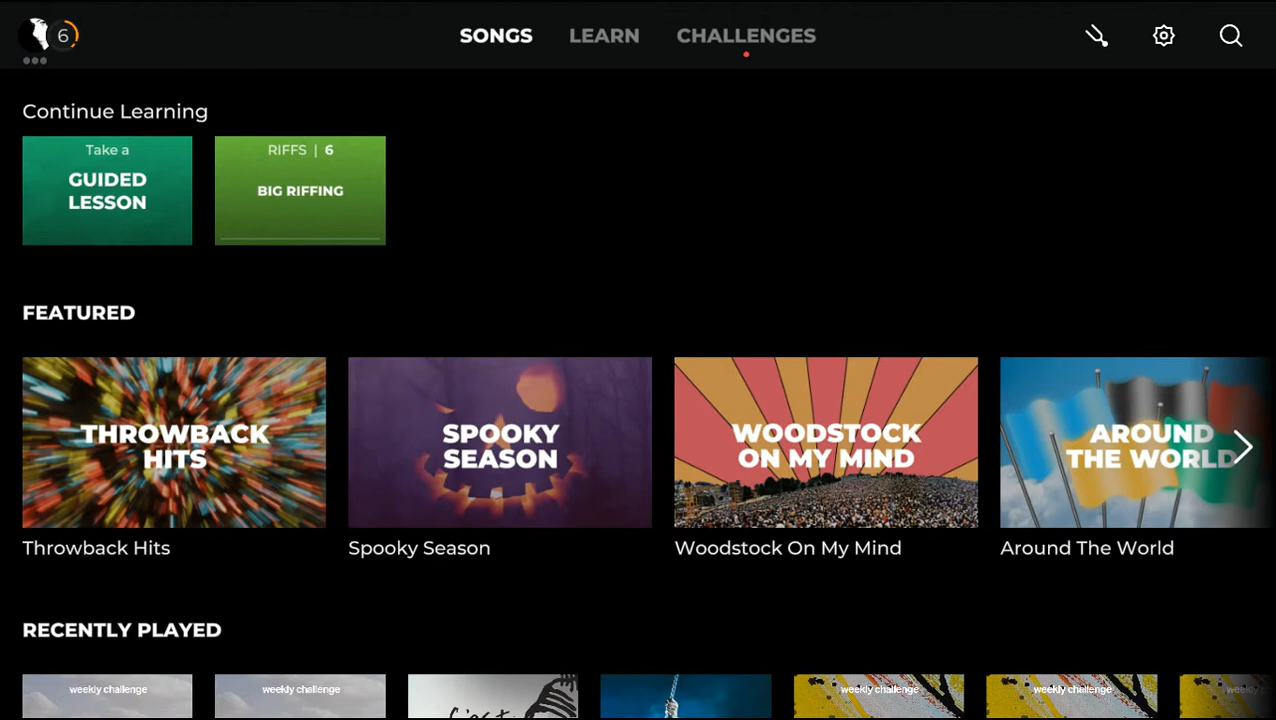 6
SONGS
LEARN
CHALLENGES
Continue Learning
Take a
GUIDED
LESSON
RIFFS | 6
BIG RIFFING
FEATURED
THROWBACK
HITS
SPOOKY
SEASON
WOODSTOCK
ON MY MIND
AROUND
THE WORLD
Throwback Hits
Spooky Season
Woodstock On My Mind
Around The World
RECENTLY PLAYED
weekly challenge
weekly challenge
weekly challenge
weekly challenge
weekly